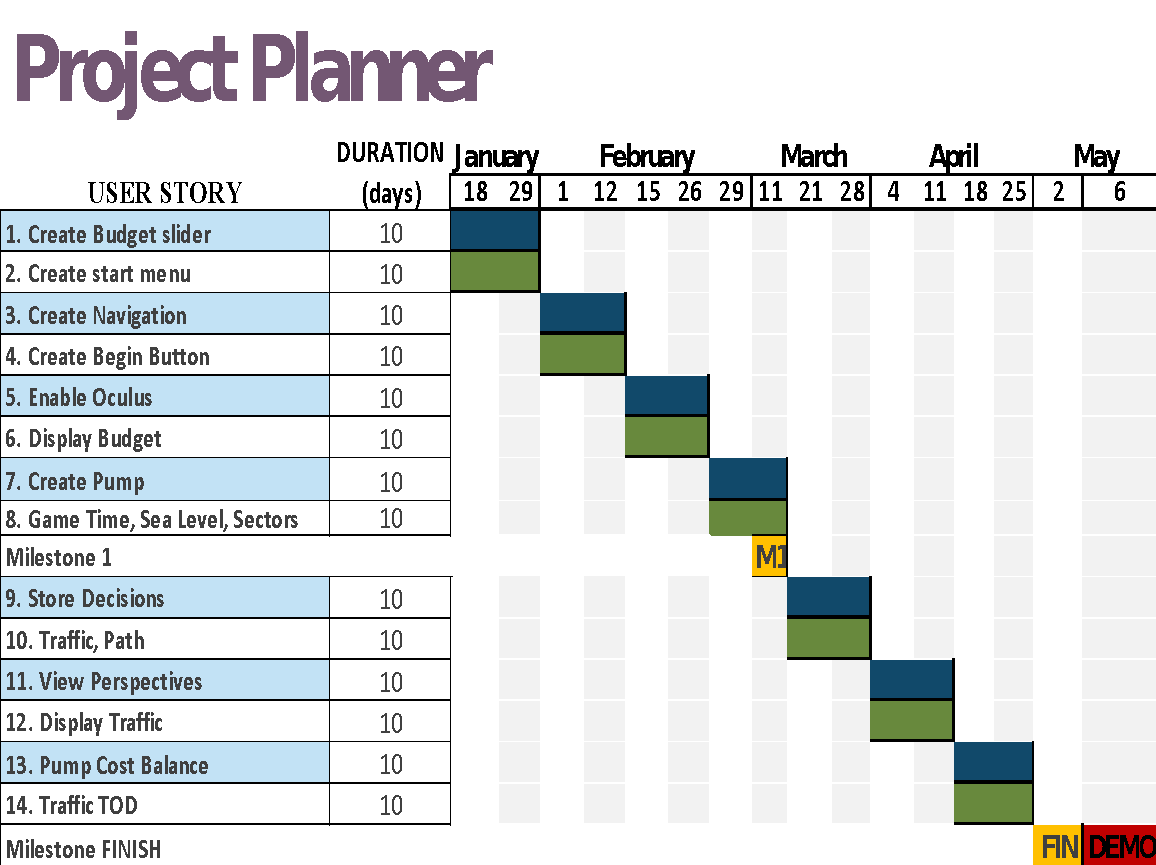 Project Planner
DURATION January February March April May
USER STORY (days) 18 29 1 12 15 26 29 11 21 28 4 11 18 25 2 6
1. Create Budget slider 10
2. Create start menu 10
3. Create Navigation 10
4. Create Begin Button 10
5. Enable Oculus 10
6. Display Budget 10
7. Create Pump 10
8. Game Time, Sea Level, Sectors 10
Milestone 1 M1
9. Store Decisions 10
10. Traffic, Path 10
11. View Perspectives 10
12. Display Traffic 10
13. Pump Cost Balance 10
14. Traffic TOD 10
Milestone FINISH FIN DEMO